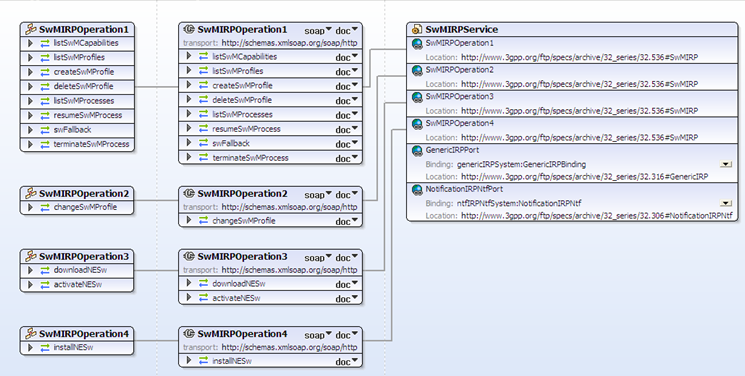 SwMIRPOperation1
listSwMCapabilities
listSwMProfiles
createSwMProfile
deleteSwMProfile
listSwMProcesses
resumeSwMProcess
swFallback
terminateSwMProcess
SwMIRPOperation2
changeSwMProfile
SwMIRPOperation3
downloadNESw
activateNESw
SwMIRPOperation4
installNESw
SwMIRPOperation1 soap doc
transport: http://schemas.xmlsoap.org/soap/http
listSwMCapabilities doc
listSwMProfiles doc
createSwMProfile doc
deleteSwMProfile doc
listSwMProcesses doc
resumeSwMProcess doc
swFallback doc
terminateSwMProcess doc
SwMIRPOperation2 soap doc
transport: http://schemas.xmlsoap.org/soap/http
changeSwMProfile doc
SwMIRPOperation3 soap doc
transport: http://schemas.xmlsoap.org/soap/http
downloadNESw doc
activateNESw doc
SwMIRPOperation4 soap doc
transport: http://schemas.xmlsoap.org/soap/http
installNESw doc
SwMIRPService
SwMIRPOperation1
Location: http://www.3gpp.org/ftp/specs/archive/32_series/32.536#SwMIRP
SwMIRPOperation2
Location: http://www.3gpp.org/ftp/specs/archive/32_series/32.536#SwMIRP
SwMIRPOperation3
Location: http://www.3gpp.org/ftp/specs/archive/32_series/32.536#SwMIRP
SwMIRPOperation4
Location: http://www.3gpp.org/ftp/specs/archive/32_series/32.536#SwMIRP
GenericIRPPort
Binding: genericIRPSystem:GenericIRPBinding
Location: http://www.3gpp.org/ftp/specs/archive/32_series/32.316#GenericIRP
NotificationIRPNtfPort
Binding: ntfIRPNtfSystem:NotificationIRPNtf
Location: http://www.3gpp.org/ftp/specs/archive/32_series/32.306#NotificationIRPNtf